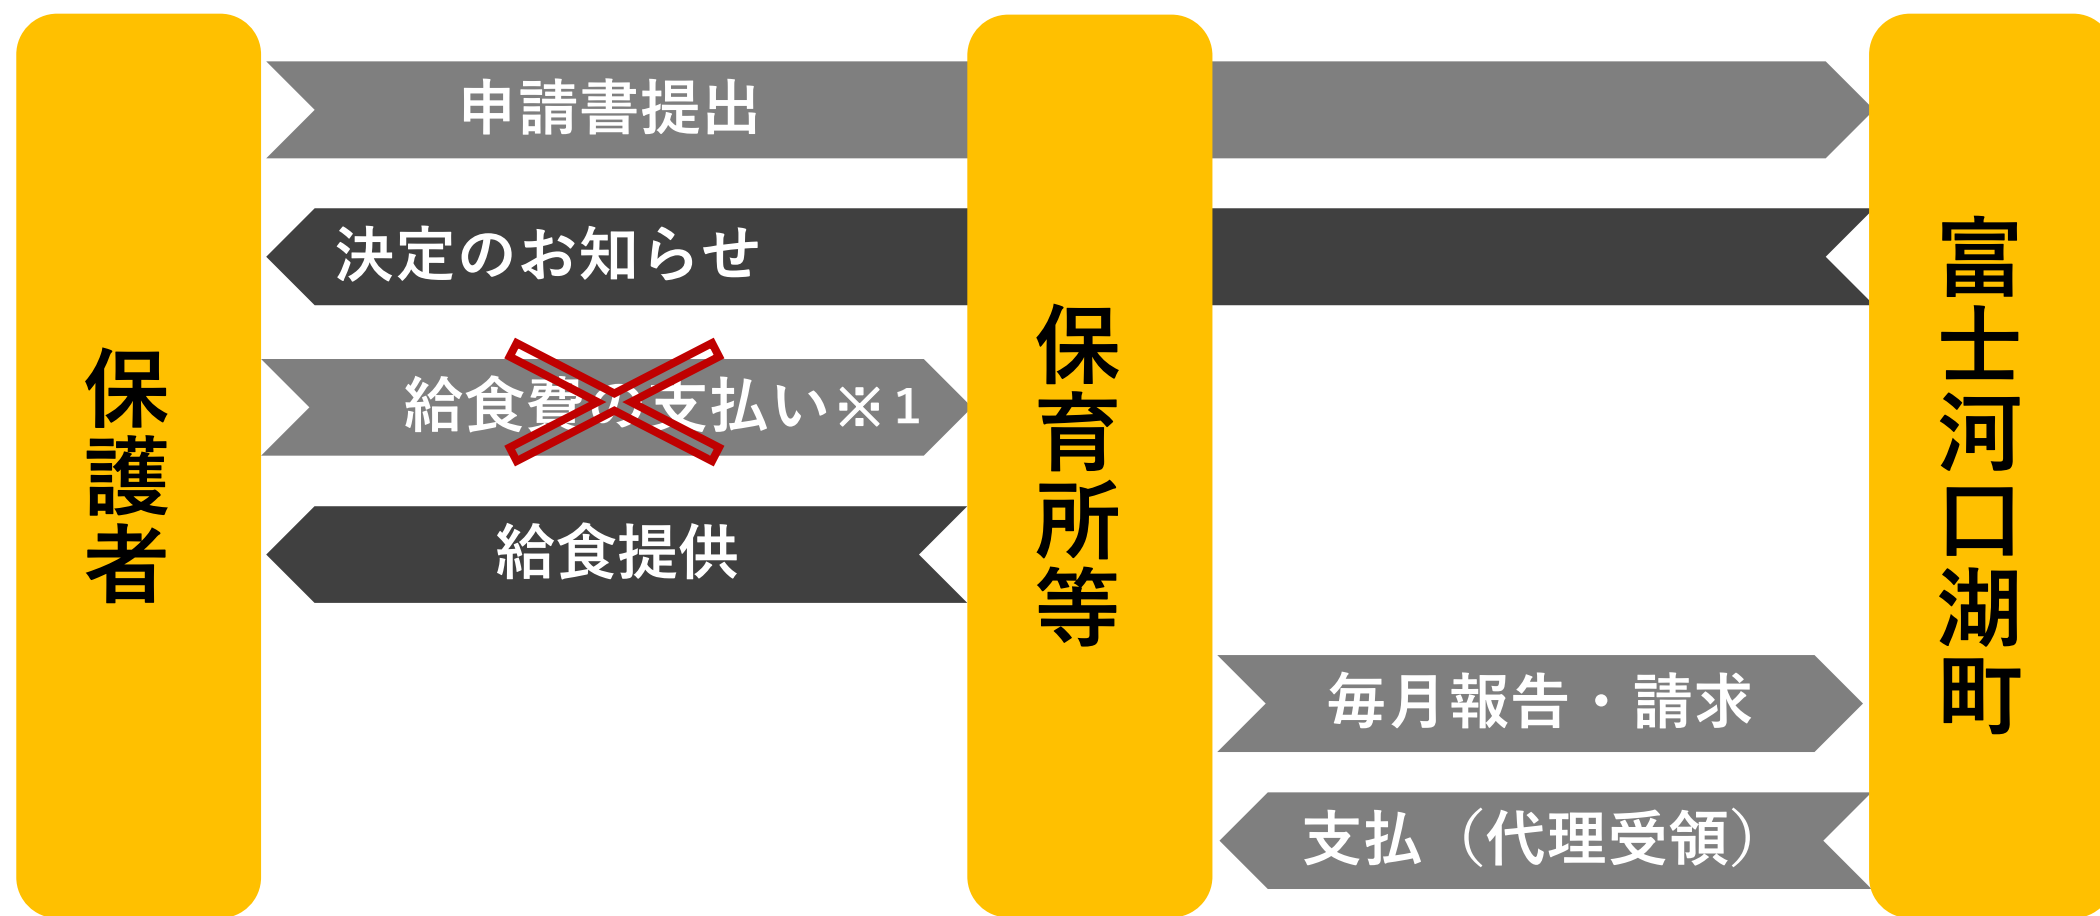 保護者
申請書提出
決定のお知らせ
給食費の支払い※1
給食提供
保育所等
毎月報告・請求
支払（代理受領）
富士河口湖町